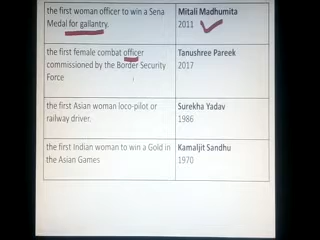 the first woman officer to win a Sena
Medal for gallantry.
Mitali Madhumita
2011
the first female combat officer
commissioned by the Border Security
Force
Tanushree Pareek
2017
the first Asian woman loco-pilot or
railway driver.
Surekha Yadav
1986
the first Indian woman to win a Gold in
the Asian Games
Kamaljit Sandhu
1970